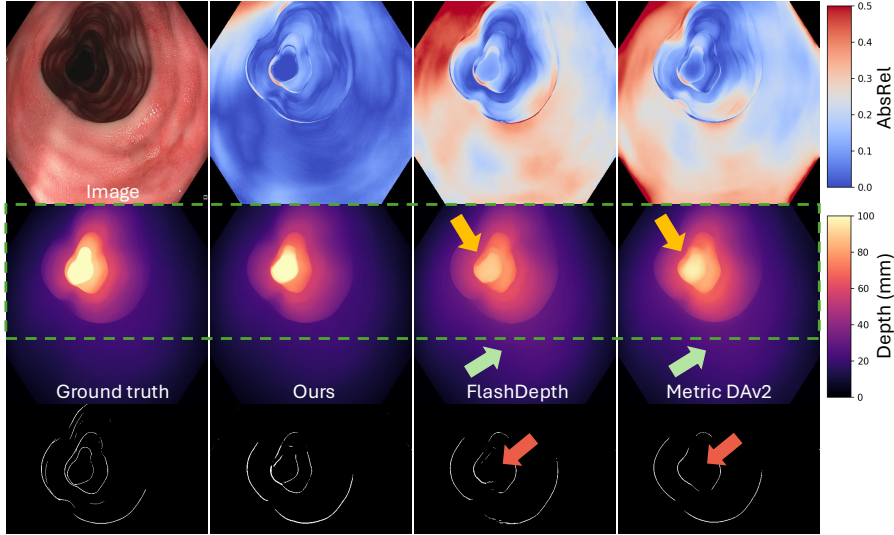 Image
0.5
0.4
0.3
0.2
0.1
0.0
AbsRel
Ground truth
Ours
FlashDepth
Metric DAv2
100
80
60
40
20
0
Depth (mm)